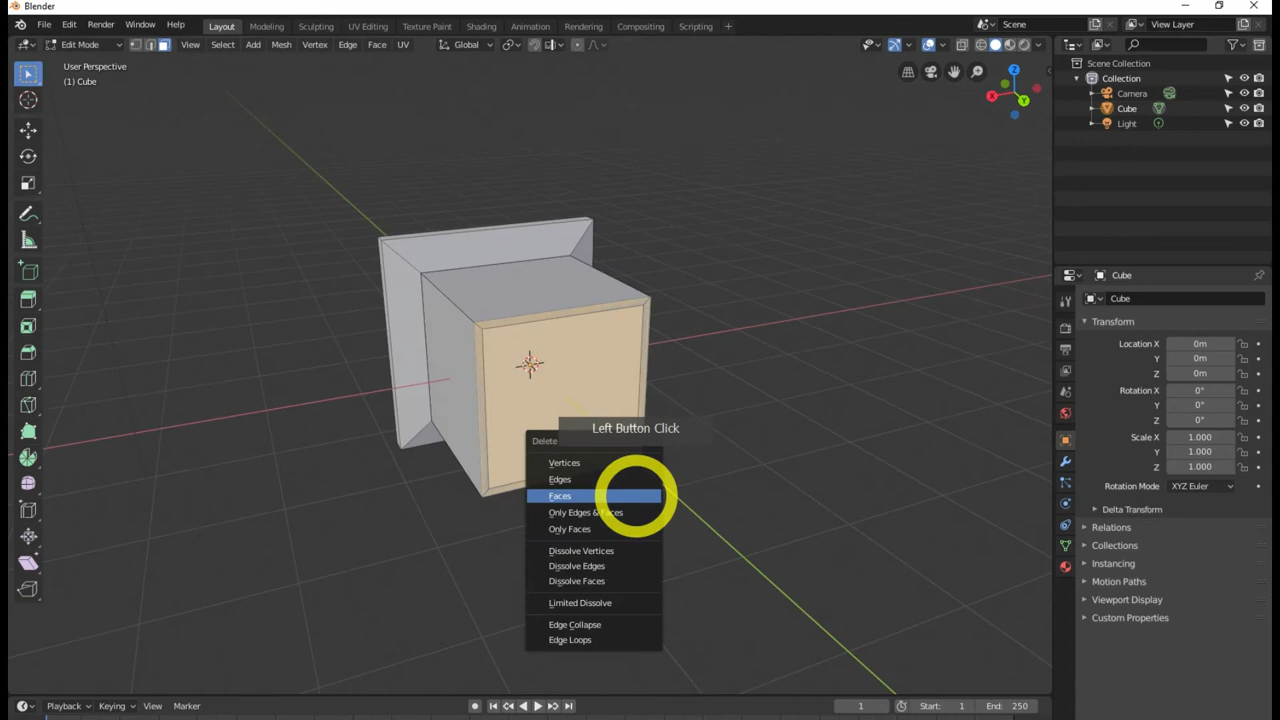 Blender
File Edit Render Window Help
Layout Modeling Sculpting UV Editing Texture Paint Shading Animation Rendering Compositing Scripting +
Scene
View Layer
Edit Mode View Select Add Mesh Vertex Edge Face UV
Global
User Perspective
(1) Cube
Z
X
Y
Scene Collection
Collection
Camera
Cube
Light
Cube
Cube
Transform
Location X 0m
Y 0m
Z 0m
Rotation X 0°
Y 0°
Z 0°
Scale X 1.000
Y 1.000
Z 1.000
Rotation Mode XYZ Euler
Delta Transform
Relations
Collections
Instancing
Motion Paths
Viewport Display
Custom Properties
Left Button Click
Delete
Vertices
Edges
Faces
Only Edges & Faces
Only Faces
Dissolve Vertices
Dissolve Edges
Dissolve Faces
Limited Dissolve
Edge Collapse
Edge Loops
Playback Keying View Marker
1
Start: 1
End: 250